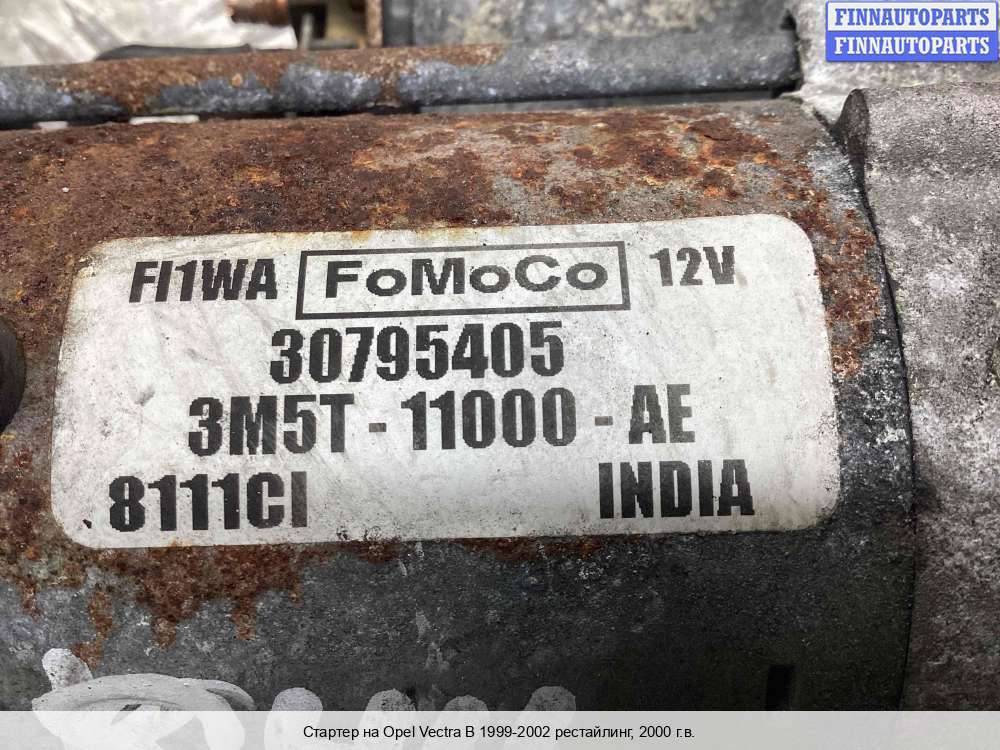 FINNAUTOPARTS
FINNAUTOPARTS
FI1WA FoMoCo 12V
30795405
3M5T - 11000 - AE
8111CI INDIA
Стартер на Opel Vectra B 1999-2002 рестайлинг, 2000 г.в.